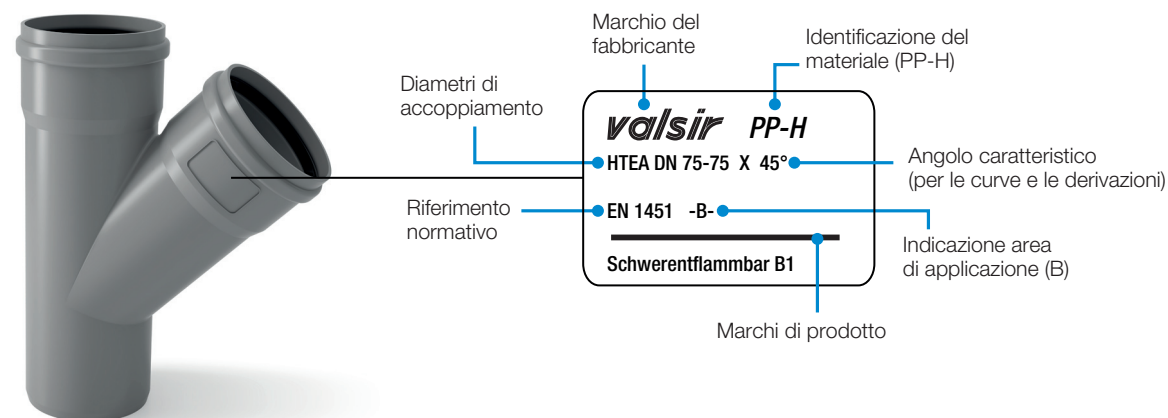 Marchio del
fabbricante
Identificazione del
materiale (PP-H)
Diametri di
accoppiamento
valsir PP-H
HTEA DN 75-75 X 45°
Angolo caratteristico
(per le curve e le derivazioni)
Riferimento
normativo
EN 1451 -B-
Indicazione area
di applicazione (B)
Schwerentflammbar B1
Marchi di prodotto